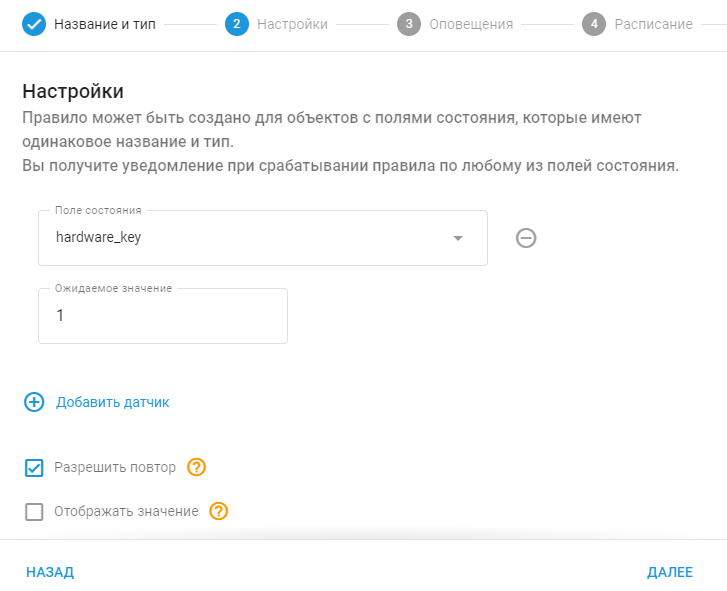 Название и тип
2 Настройки
3 Оповещения
4 Расписание
Настройки
Правило может быть создано для объектов с полями состояния, которые имеют
одинаковое название и тип.
Вы получите уведомление при срабатывании правила по любому из полей состояния.
Поле состояния
hardware_key
Ожидаемое значение
1
Добавить датчик
Разрешить повтор ?
Отображать значение ?
НАЗАД
ДАЛЕЕ